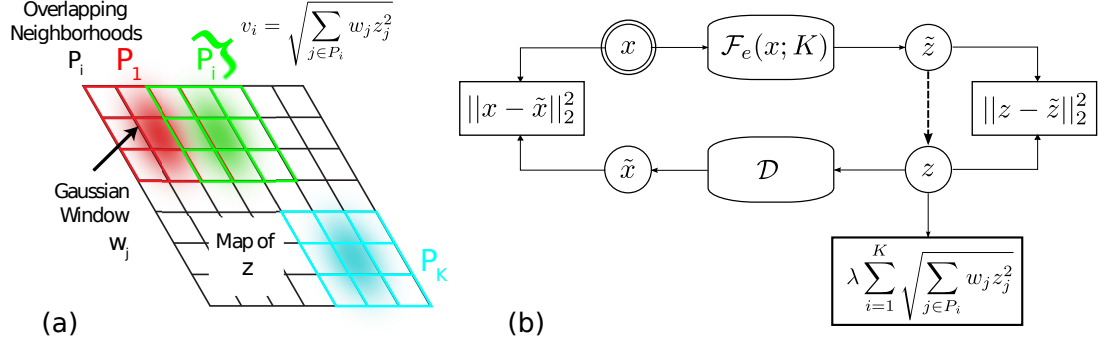 Overlapping
Neighborhoods
P_i
P_1
P_i
v_i = \sqrt{\sum_{j \in P_i} w_j z_j^2}
Gaussian
Window
w_j
Map of
z
P_K
(a)
x
\mathcal{F}_e(x; K)
\tilde{z}
||x - \tilde{x}||_2^2
||z - \tilde{z}||_2^2
\tilde{x}
\mathcal{D}
z
\lambda \sum_{i=1}^{K} \sqrt{\sum_{j \in P_i} w_j z_j^2}
(b)